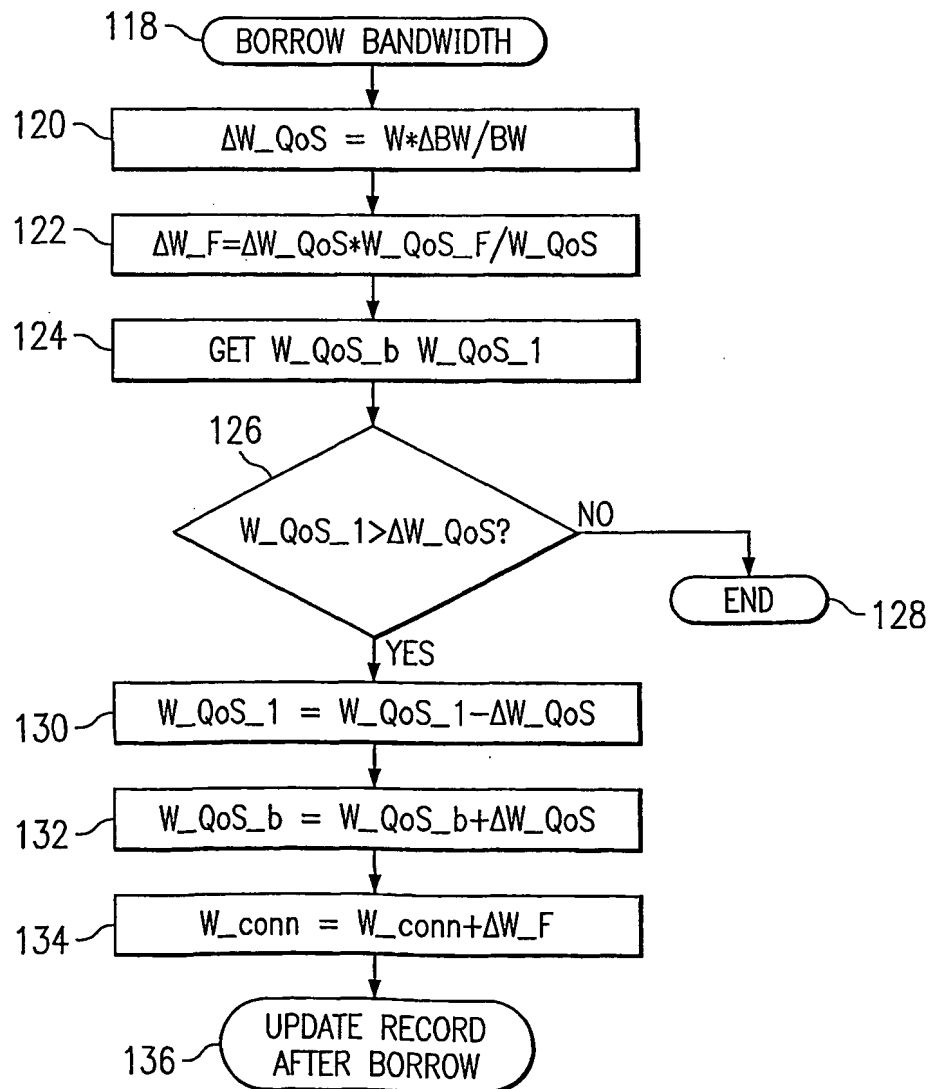 118
BORROW BANDWIDTH
120
ΔW_QoS = W*ΔBW/BW
122
ΔW_F=ΔW_QoS*W_QoS_F/W_QoS
124
GET W_QoS_b W_QoS_1
126
W_QoS_1>ΔW_QoS?
NO
END
128
YES
130
W_QoS_1 = W_QoS_1-ΔW_QoS
132
W_QoS_b = W_QoS_b+ΔW_QoS
134
W_conn = W_conn+ΔW_F
136
UPDATE RECORD
AFTER BORROW